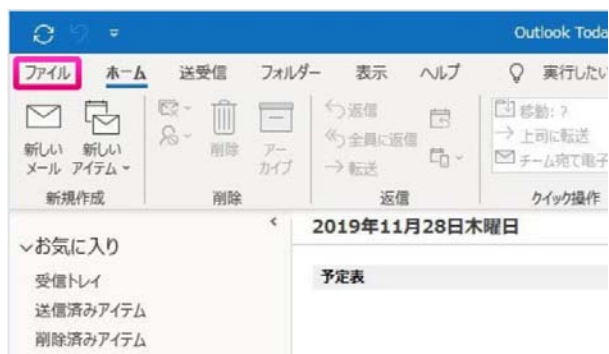 Outlook Toda
ファイル ホーム 送受信 フォルダー 表示 ヘルプ 実行したい
新しい
メール
新しい
アイテム
新規作成
削除
アー
カイブ
削除
返信
全員に返信
転送
返信
移動: ?
上司に転送
チーム宛て電子
クイック操作
お気に入り
受信トレイ
送信済みアイテム
削除済みアイテム
2019年11月28日木曜日
予定表